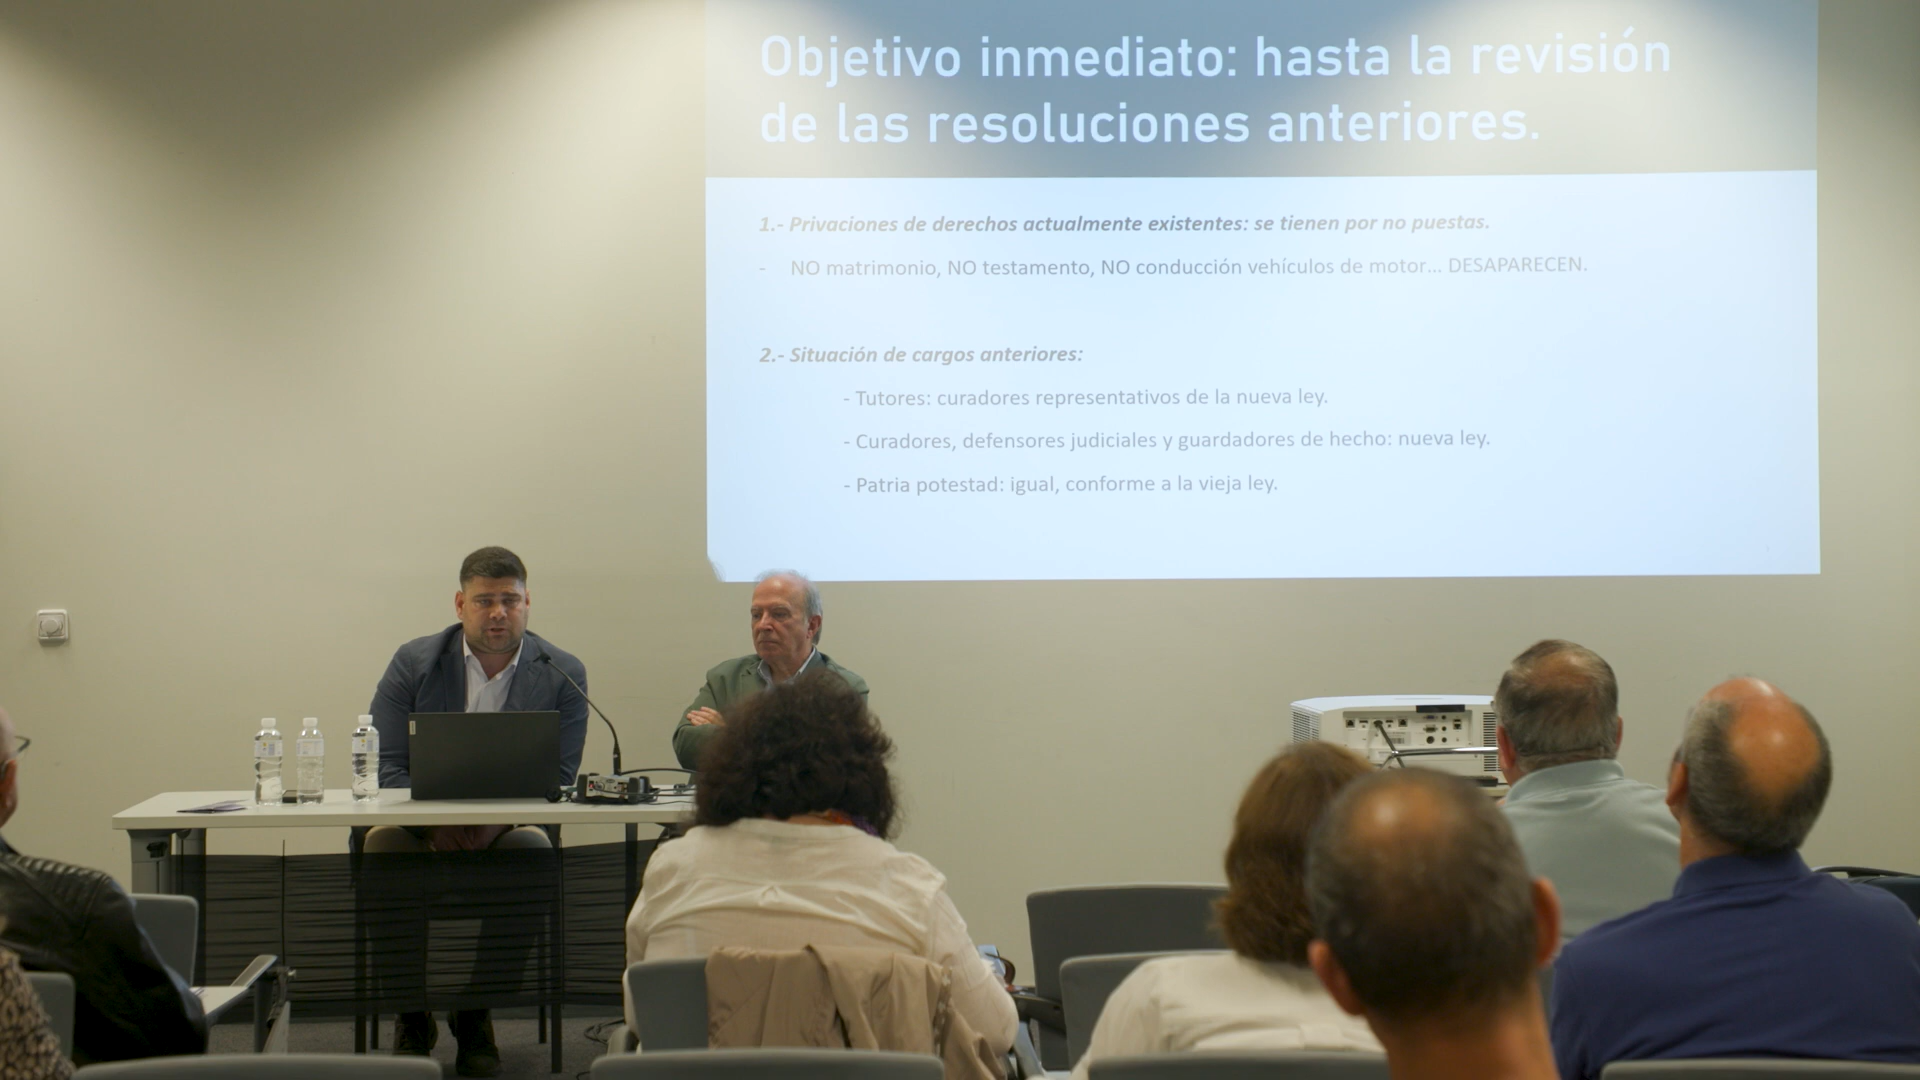 Objetivo inmediato: hasta la revisión
de las resoluciones anteriores.
1.- Privaciones de derechos actualmente existentes: se tienen por no puestas.
- NO matrimonio, NO testamento, NO conducción vehículos de motor... DESAPARECEN.
2.- Situación de cargos anteriores:
- Tutores: curadores representativos de la nueva ley.
- Curadores, defensores judiciales y guardadores de hecho: nueva ley.
- Patria potestad: igual, conforme a la vieja ley.